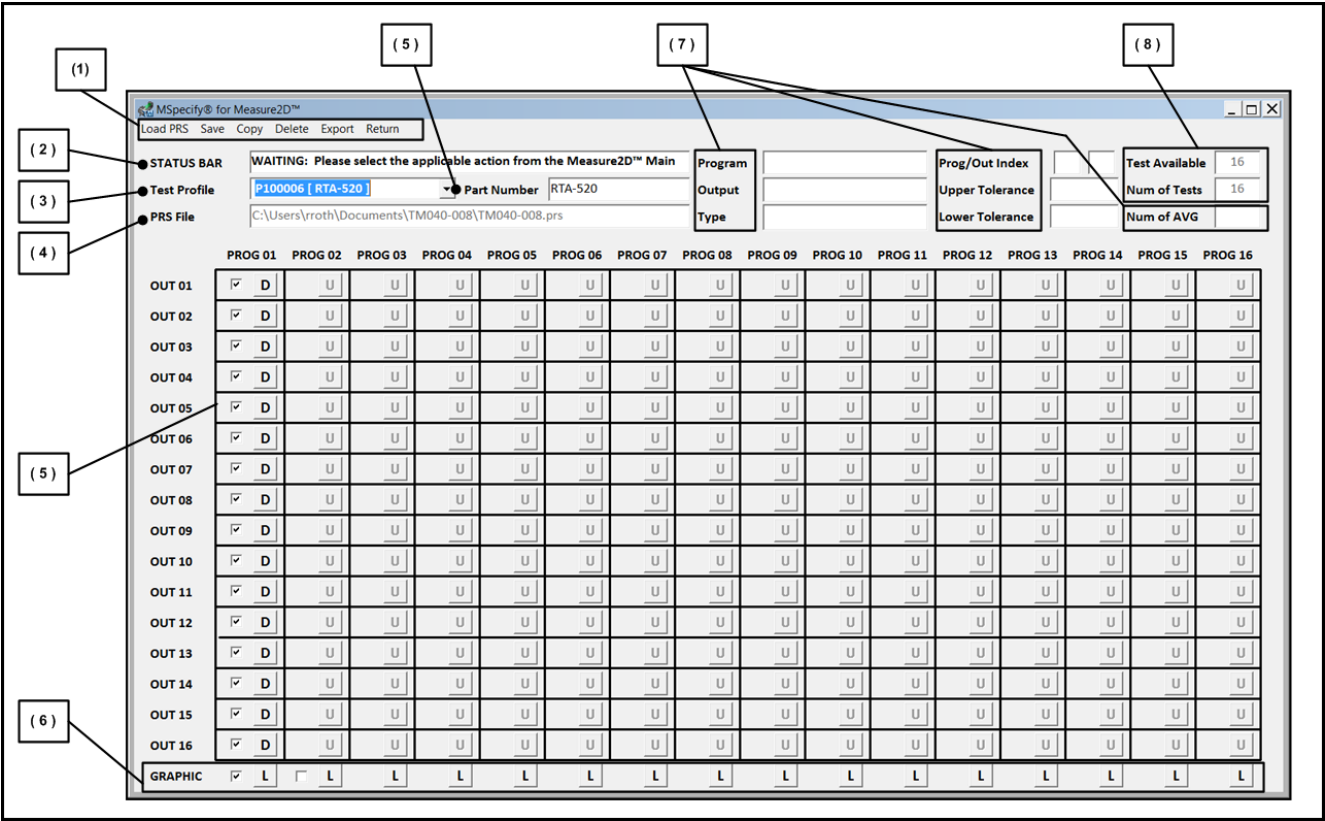 ( 5 ) ( 7 ) ( 8 )
(1)
MSpecify® for Measure2D™
Load PRS Save Copy Delete Export Return
( 2 )
STATUS BAR WAITING: Please select the applicable action from the Measure2D™ Main Program Prog/Out Index Test Available 16
( 3 )
Test Profile P100006 [ RTA-520 ] Part Number RTA-520 Output Upper Tolerance Num of Tests 16
PRS File C:\Users\rroth\Documents\TM040-008\TM040-008.prs Type Lower Tolerance Num of AVG
( 4 )
PROG 01 PROG 02 PROG 03 PROG 04 PROG 05 PROG 06 PROG 07 PROG 08 PROG 09 PROG 10 PROG 11 PROG 12 PROG 13 PROG 14 PROG 15 PROG 16
OUT 01 D U U U U U U U U U U U U U U U
OUT 02 D U U U U U U U U U U U U U U U
OUT 03 D U U U U U U U U U U U U U U U
OUT 04 D U U U U U U U U U U U U U U U
OUT 05 D U U U U U U U U U U U U U U U
OUT 06 D U U U U U U U U U U U U U U U
( 5 )
OUT 07 D U U U U U U U U U U U U U U U
OUT 08 D U U U U U U U U U U U U U U U
OUT 09 D U U U U U U U U U U U U U U U
OUT 10 D U U U U U U U U U U U U U U U
OUT 11 D U U U U U U U U U U U U U U U
OUT 12 D U U U U U U U U U U U U U U U
OUT 13 D U U U U U U U U U U U U U U U
OUT 14 D U U U U U U U U U U U U U U U
OUT 15 D U U U U U U U U U U U U U U U
( 6 )
OUT 16 D U U U U U U U U U U U U U U U
GRAPHIC L L L L L L L L L L L L L L L L